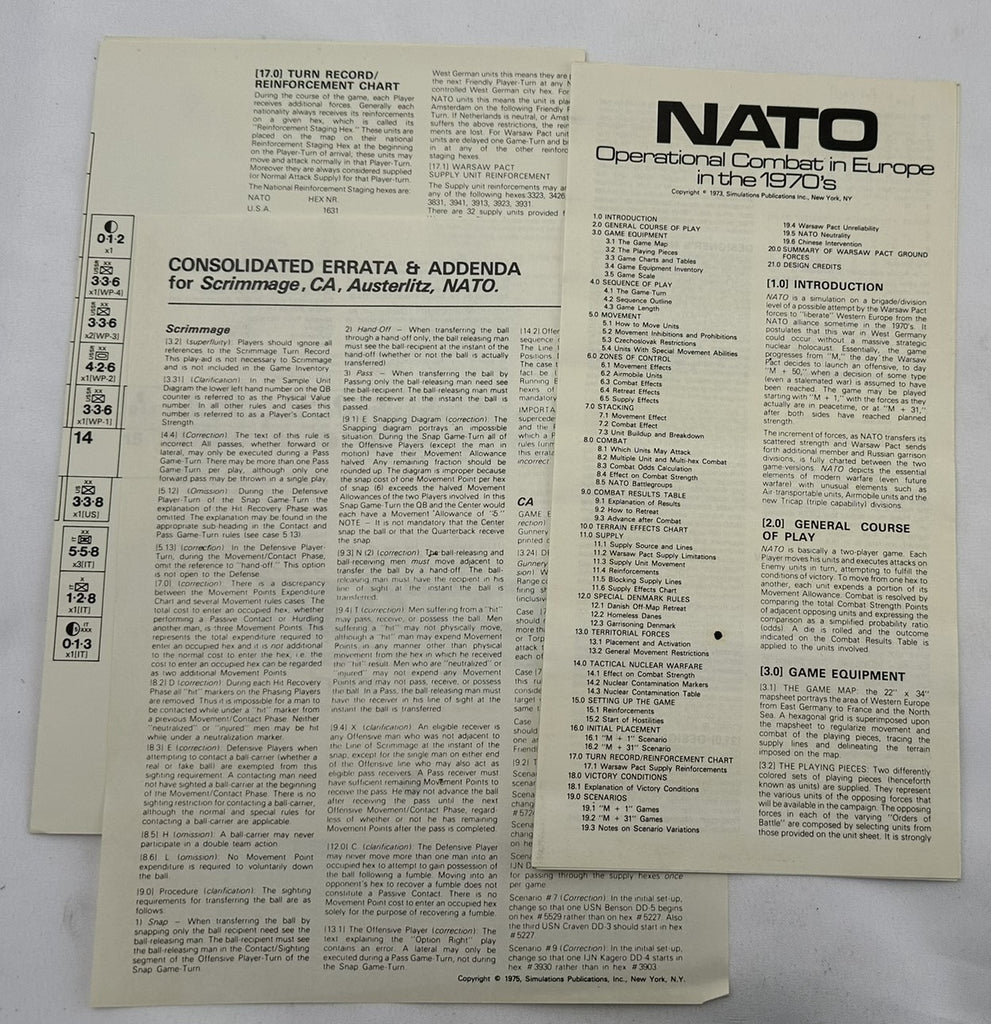 [17.0] TURN RECORD/
REINFORCEMENT CHART
During the course of the game, each Player
receives additional forces. Generally each
nationality always receives its reinforcements
on a given hex, which is called its
"Reinforcement Staging Hex." These units are
placed on the map on their national
Reinforcement Staging Hex at the beginning
on the Player-Turn of arrival; these units may
move and attack normally in that Player-Turn.
Moreover they are always considered supplied
(or Normal Attack Supply) for that Player-turn.
The National Reinforcement Staging hexes are:
NATO HEX NR.
U.S.A. 1631
West German units this means they are
the next Friendly Player-Turn at any
controlled West German city hex. For
NATO units this means the unit is
Amsterdam on the following Friendly
Turn. If Netherlands is neutral, or
suffers the above restrictions, the
ments are lost. For Warsaw Pact
units are delayed one Game-Turn and
in at any of the other
staging hexes.
[17.1] WARSAW PACT
SUPPLY UNIT REINFORCEMENT
The Supply unit reinforcements may
any of the following hexes:3323, 3426,
3831, 3941, 3913, 3923, 3931.
There are 32 supply units provided
0-1-2
x1
USSR
xx
3-3-6
x1[WP-4]
USSR
xx
3-3-6
x2[WP-3]
xx
4-2-6
x1[WP-2]
3-3-6
x1[WP-1]
14
US
xx
3-3-8
x1[US]
xx
IT
5-5-8
x3[IT]
xx
IT
1-2-8
x1[IT]
IT
xxx
0-1-3
x1[IT]
CONSOLIDATED ERRATA & ADDENDA
for Scrimmage, CA, Austerlitz, NATO.
Scrimmage
[3.2] (superfluity) Players should ignore all
references to the Scrimmage Turn Record.
This play-aid is not necessary to Scrimmage
and is not included in the Game Inventory.
[3.31] (Clarification) In the Sample Unit
Diagram the lower left hand number on the QB
counter is referred to as the Physical Value
number. In all other rules and cases this
number is referred to as a Player's Contact
Strength.
[4.4] (Correction) The text of this rule is
incorrect. All passes, whether forward or
lateral, may only be executed during a Pass
Game-Turn. There may be more than one Pass
Game-Turn per play, although only one
forward pass may be thrown in a single play.
[5.12] (Omission) During the Defensive
Player-Turn of the Snap Game-Turn the
explanation of the Hit Recovery Phase was
omitted. The explanation may be found in the
appropriate sub-heading in the Contact and
Pass Game-Turn rules (see case 5.13).
[5.13] (correction) In the Defensive Player-
Turn, during the Movement/Contact Phase,
omit the reference to "hand-off." This option
is not open to the Defense.
[7.0] (correction) There is a discrepancy
between the Movement Points Expenditure
Chart and several Movement rules cases. The
total cost to enter an occupied hex, whether
performing a Passive Contact or Hurdling
another man, is three Movement Points. This
represents the total expenditure required to
enter an occupied hex and it is not additional
to the normal cost to enter the hex, i.e. the
cost to enter an occupied hex can be regarded
as two additional Movement Points.
[8.2] D (correction) During each Hit Recovery
Phase all "hit" markers on the Phasing Players
are removed. Thus it is impossible for a man to
be contacted while under a "hit" marker from
a previous Movement/Contact Phase. Neither
"neutralized" or "injured" men may be hit
while under a neutralization marker.
[8.3] E (correction) Defensive Players when
attempting to contact a ball-carrier (whether a
real or fake ball) are exempted from this
sighting requirement. A contacting man need
not have sighted a ball-carrier at the beginning
of the Movement/Contact Phase. There is no
sighting restriction for contacting a ball-carrier,
although the normal and special rules for
contacting a ball-carrier are applicable.
[8.5] H (omission) A ball-carrier may never
participate in a double team action.
[8.6] L (omission) No Movement Point
expenditure is required to voluntarily down
the ball.
[9.0] Procedure (clarification) The sighting
requirements for transferring the ball are as
follows:
1) Snap — When transferring the ball by
snapping only the ball recipient need see the
ball-releasing man. The ball-recipient must see
the ball-releasing man in the Contact/Sighting
segment of the Offensive Player-Turn of the
Snap Game-Turn.
2) Hand-Off — When transferring the ball
through a hand off only, the ball releasing man
must see the ball-recipient at the instant of the
hand-off (whether or not the ball is actually
transferred).
3) Pass — When transferring the ball by
Passing only the ball-releasing man need see
the receiver. The ball-releasing man must see
the receiver at the instant the ball is
passed.
[9.1] E Snapping Diagram (correction) The
Snapping diagram portrays an impossible
situation. During the Snap Game-Turn all of
the Offensive Players (except the man in
motion) have their Movement Allowance
halved. Any remaining fraction should be
rounded up. The diagram is improper because
the snap cost of one Movement Point per hex
of snap (6) exceeds the halved Movement
Allowances of the two Players involved. In this
Snap Game-Turn the QB and the Center would
each have a Movement "Allowance of "5."
NOTE — It is not mandatory that the Center
snap the ball or that the Quarterback receive
the snap.
[9.3] N (2) (correction) The ball-releasing and
ball-receiving men must move adjacent to
transfer the ball by a hand-off. The ball-
releasing man must have the recipient in his
line of sight at the instant the ball is
transferred.
[9.4] T (correction) Men suffering from a "hit"
may pass, receive, or possess the ball. Men
suffering a "hit" may not physically move,
although a "hit" man may expend Movement
Points in any manner other than physical
movement from the hex in which he received
the "hit" result. Men who are "neutralized" or
"injured" may not expend any Movement
Points and may not pass, receive, or possess
the ball. In a Pass, the ball-releasing man must
have the receiver in his line of sight at the
instant the ball is transferred.
[9.4] X (clarification) An eligible receiver is
any Offensive man who was not adjacent to
the Line of Scrimmage at the instant of the
snap, except for the single man on either end
of the Offensive line who may also act as
eligible pass receivers. A Pass receiver must
have sufficient remaining Movement Points to
receive the pass. He may not advance the ball
after receiving the pass until the next
Offensive Movement/Contact Phase, regard-
less of whether or not he has remaining
Movement Points after the pass is completed.
[12.0] C. (clarification) The Defensive Player
may never move more than one man into an
occupied hex to attempt to gain possession of
the ball following a fumble. Moving into an
opponent's hex to recover a fumble does not
constitute a Passive Contact. There is no
Movement Point cost to enter an occupied hex
solely for the purpose of recovering a fumble.
[13.1] The Offensive Player (correction) The
text explaining the "Option Right" play
contains an error. A lateral may only be
executed during a Pass Game-Turn, not during
the Snap Game-Turn.
[14.2] Offen
sequence
The Line
Positions
The case
fact be
Running B
hexes of
mandatory
IMPORTA
supercede
and the
which a
rules (unm
this errata
incorrect
CA
GAME E
rection)
Gunnery
printed
[3.24] D
Gunnery
sion) W
Range c
firing sh
(inclusive
Case [7
should
more th
or Torp
attack
each of
Case [7
this ru
conside
same
target
Case
should
one
Friendl
[9.2] T
Scena
scenar
Scena
change
# 572
Scena
chang
on
Scenar
IJN D
for passing through the supply hexes once
per game.
Scenario #7 (Correction): In the initial set-up,
change so that one USN Benson DD-5 begins
on hex #5529 rather than on hex #5227. Also
the third USN Craven DD-3 should start in hex
#5227
Scenario #9 (Correction): In the initial set-up,
change so that one IJN Kagero DD-4 starts in
hex #3930 rather than in hex #3903
Copyright © 1975, Simulations Publications, Inc., New York, N.Y.
NATO
Operational Combat in Europe
in the 1970's
Copyright © 1973, Simulations Publications Inc., New York, NY
1.0 INTRODUCTION
2.0 GENERAL COURSE OF PLAY
3.0 GAME EQUIPMENT
3.1 The Game Map
3.2 The Playing Pieces
3.3 Game Charts and Tables
3.4 Game Equipment Inventory
3.5 Game Scale
4.0 SEQUENCE OF PLAY
4.1 The Game-Turn
4.2 Sequence Outline
4.3 Game Length
5.0 MOVEMENT
5.1 How to Move Units
5.2 Movement Inhibitions and Prohibitions
5.3 Czechoslovak Restrictions
5.4 Units With Special Movement Abilities
6.0 ZONES OF CONTROL
6.1 Movement Effects
6.2 Airmobile Units
6.3 Combat Effects
6.4 Retreat Effects
6.5 Supply Effects
7.0 STACKING
7.1 Movement Effect
7.2 Combat Effect
7.3 Unit Buildup and Breakdown
8.0 COMBAT
8.1 Which Units May Attack
8.2 Multiple Unit and Multi-hex Combat
8.3 Combat Odds Calculation
8.4 Effect on Combat Strength
8.5 NATO Battlegroups
9.0 COMBAT RESULTS TABLE
9.1 Explanation of Results
9.2 How to Retreat
9.3 Advance after Combat
10.0 TERRAIN EFFECTS CHART
11.0 SUPPLY
11.1 Supply Source and Lines
11.2 Warsaw Pact Supply Limitations
11.3 Supply Unit Movement
11.4 Reinforcements
11.5 Blocking Supply Lines
11.6 Supply Effects Chart
12.0 SPECIAL DENMARK RULES
12.1 Danish Off-Map Retreat
12.2 Homeless Danes
12.3 Garrisoning Denmark
13.0 TERRITORIAL FORCES
13.1 Placement and Activation
13.2 General Movement Restrictions
14.0 TACTICAL NUCLEAR WARFARE
14.1 Effect on Combat Strength
14.2 Nuclear Contamination Markers
14.3 Nuclear Contamination Table
15.0 SETTING UP THE GAME
15.1 Reinforcements
15.2 Start of Hostilities
16.0 INITIAL PLACEMENT
16.1 "M + 1" Scenario
16.2 "M + 31" Scenario
17.0 TURN RECORD/REINFORCEMENT CHART
17.1 Warsaw Pact Supply Reinforcements
18.0 VICTORY CONDITIONS
18.1 Explanation of Victory Conditions
19.0 SCENARIOS
19.1 "M + 1" Games
19.2 "M + 31" Games
19.3 Notes on Scenario Variations
19.4 Warsaw Pact Unreliability
19.5 NATO Neutrality
19.6 Chinese Intervention
20.0 SUMMARY OF WARSAW PACT GROUND
FORCES
21.0 DESIGN CREDITS
[1.0] INTRODUCTION
NATO is a simulation on a brigade/division
level of a possible attempt by the Warsaw Pact
forces to "liberate" Western Europe from the
NATO alliance sometime in the 1970's. It
postulates that this war in West Germany
could occur without a massive strategic
nuclear holocaust. Essentially, the game
progresses from "M," the day the Warsaw
Pact decides to launch an offensive, to day
"M + 50," when a decision of some type
(even a stalemated war) is assumed to have
been reached. The game may be played
starting with "M + 1," with the forces as they
actually are in peacetime, or at "M + 31,"
after both sides have reached planned
strength.
The increment of forces, as NATO transfers its
scattered strength and Warsaw Pact sends
forth additional member and Russian garrison
divisions, is fully charted between the two
game-versions. NATO depicts the essential
elements of modern warfare (even future
warfare) with unusual elements such as
Air-transportable units, Airmobile units and the
new Tricap (triple capability) divisions.
[2.0] GENERAL COURSE
OF PLAY
NATO is basically a two-player game. Each
Player moves his units and executes attacks on
Enemy units in turn, attempting to fulfill the
conditions of victory. To move from one hex to
another, each unit expends a portion of its
Movement Allowance. Combat is resolved by
comparing the total Combat Strength Points
of adjacent opposing units and expressing the
comparison as a simplified probability ratio
(odds). A die is rolled and the outcome
indicated on the Combat Results Table is
applied to the units involved.
[3.0] GAME EQUIPMENT
[3.1] THE GAME MAP: the 22" x 34"
mapsheet portrays the area of Western Europe
from East Germany to France and the North
Sea. A hexagonal grid is superimposed upon
the mapsheet to regularize movement and
combat of the playing pieces, tracing the
supply lines and delineating the terrain
imposed on the map.
[3.2] THE PLAYING PIECES: Two differently
colored sets of playing pieces (henceforth
known as units) are supplied. They represent
the various units of the opposing forces that
will be available in the campaign. The opposing
forces in each of the varying "Orders of
Battle" are composed by selecting units from
those provided on the unit sheet. It is strongly